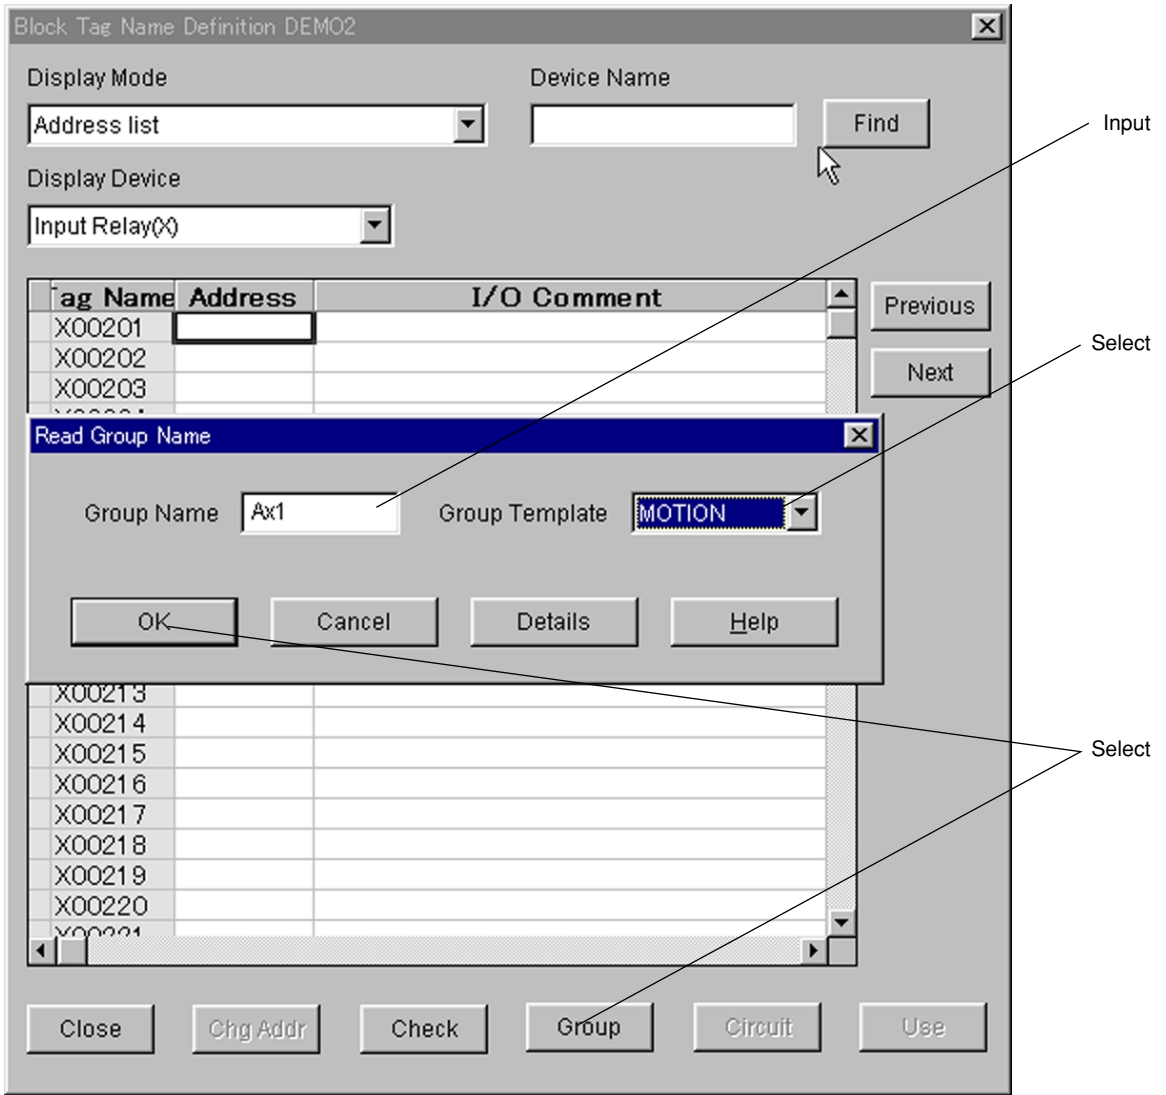 Block Tag Name Definition DEMO2
Display Mode
Device Name
Address list
Find
Input
Display Device
Input Relay(X)
Tag Name Address I/O Comment
Previous
X00201
X00202
Select
Next
X00203
Read Group Name
Group Name Ax1 Group Template MOTION
OK Cancel Details Help
X00213
X00214
X00215
Select
X00216
X00217
X00218
X00219
X00220
X00221
Close Chg Addr Check Group Circuit Use